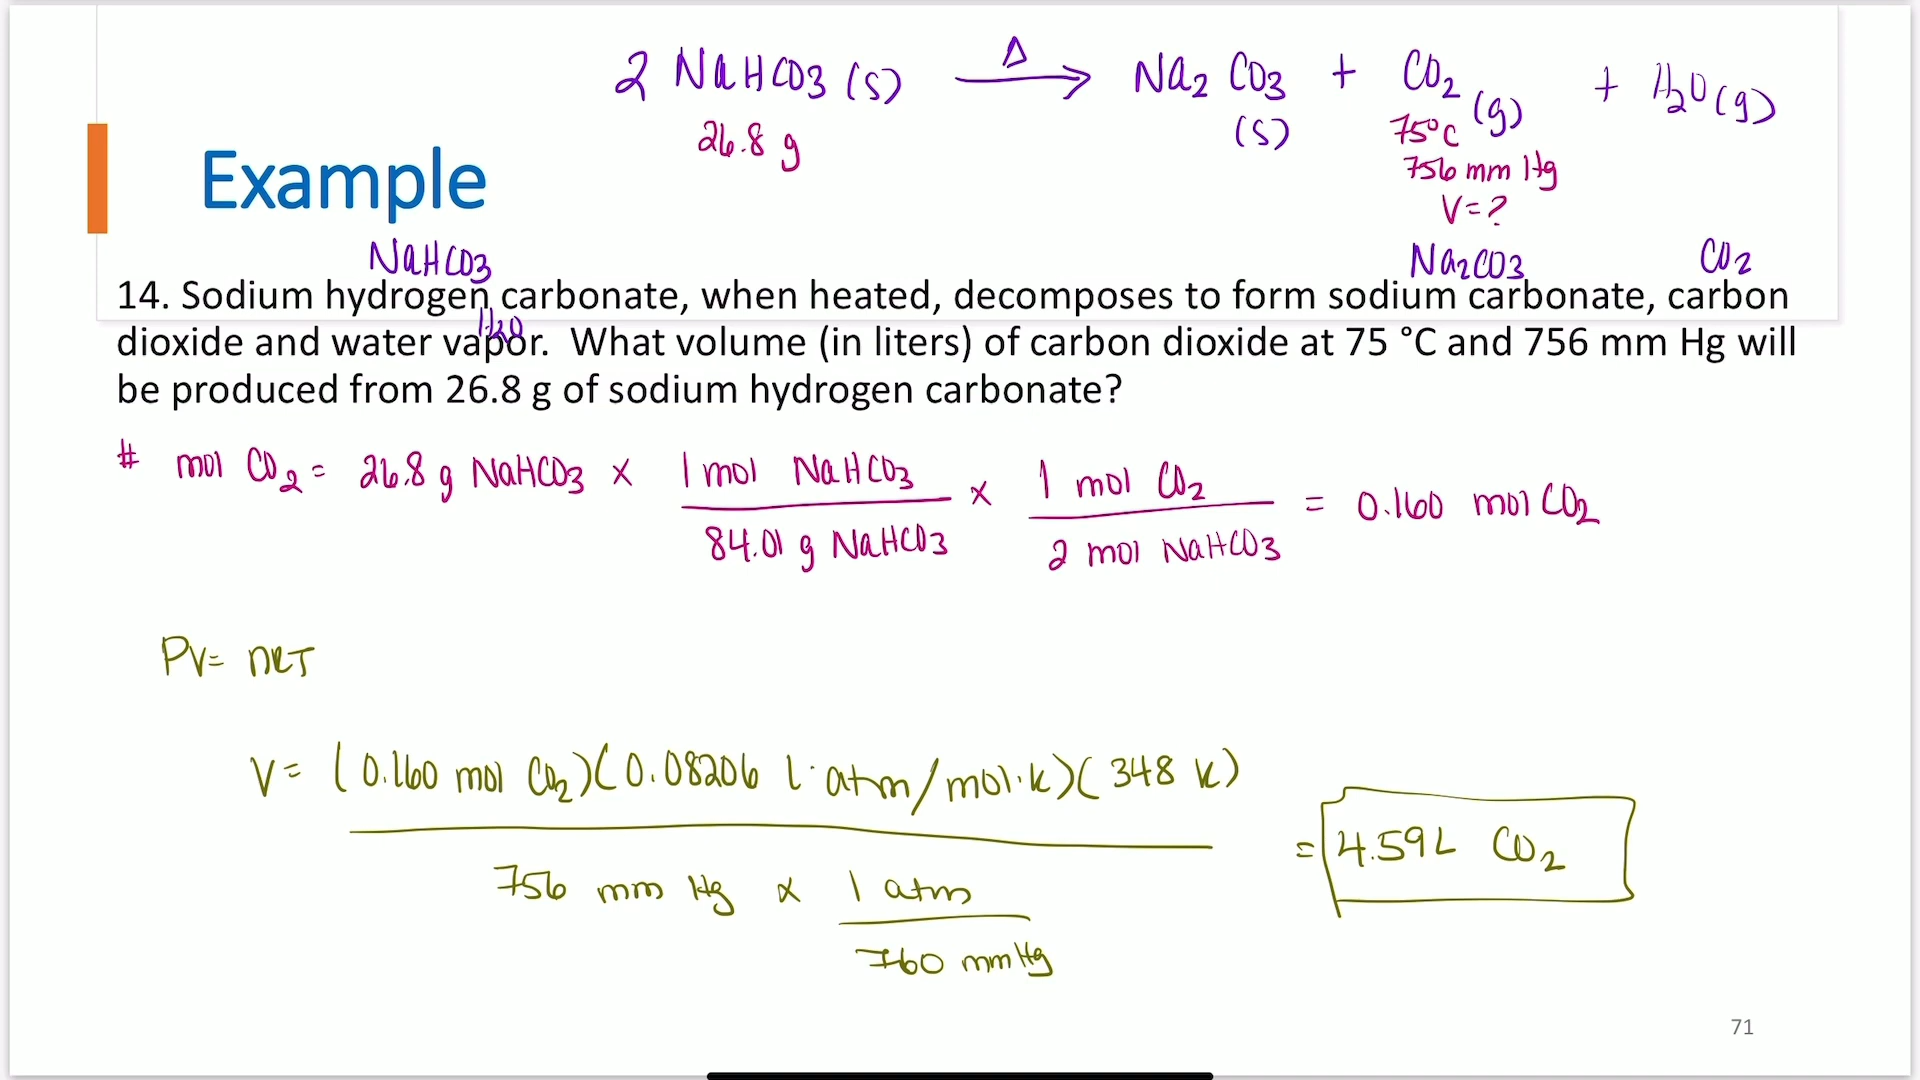 2 NaHCO3 (s) Δ → Na2 CO3 + CO2 (g) + H2O (g)
26.8 g (s) 75°C
756 mm Hg
V = ?
Example
NaHCO3 Na2CO3 CO2
14. Sodium hydrogen carbonate, when heated, decomposes to form sodium carbonate, carbon
H2O
dioxide and water vapor. What volume (in liters) of carbon dioxide at 75 °C and 756 mm Hg will
be produced from 26.8 g of sodium hydrogen carbonate?
# mol CO2 = 26.8 g NaHCO3 x 1 mol NaHCO3 x 1 mol CO2 = 0.160 mol CO2
84.01 g NaHCO3 2 mol NaHCO3
PV = nRT
V = (0.160 mol CO2)(0.08206 L·atm/mol·K)(348 K)
= 4.59L CO2
756 mm Hg x 1 atm
760 mmHg
71